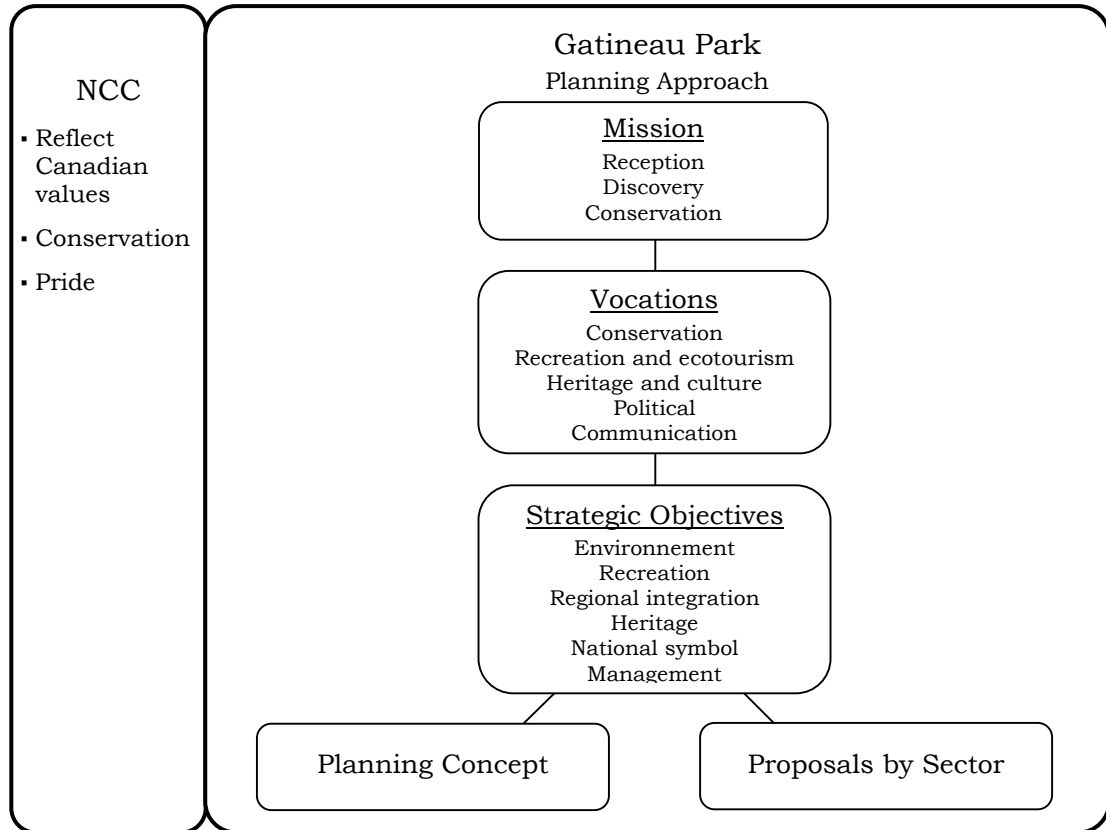 NCC
▪ Reflect
Canadian
values
▪ Conservation
▪ Pride
Gatineau Park
Planning Approach
Mission
Reception
Discovery
Conservation
Vocations
Conservation
Recreation and ecotourism
Heritage and culture
Political
Communication
Strategic Objectives
Environnement
Recreation
Regional integration
Heritage
National symbol
Management
Planning Concept
Proposals by Sector